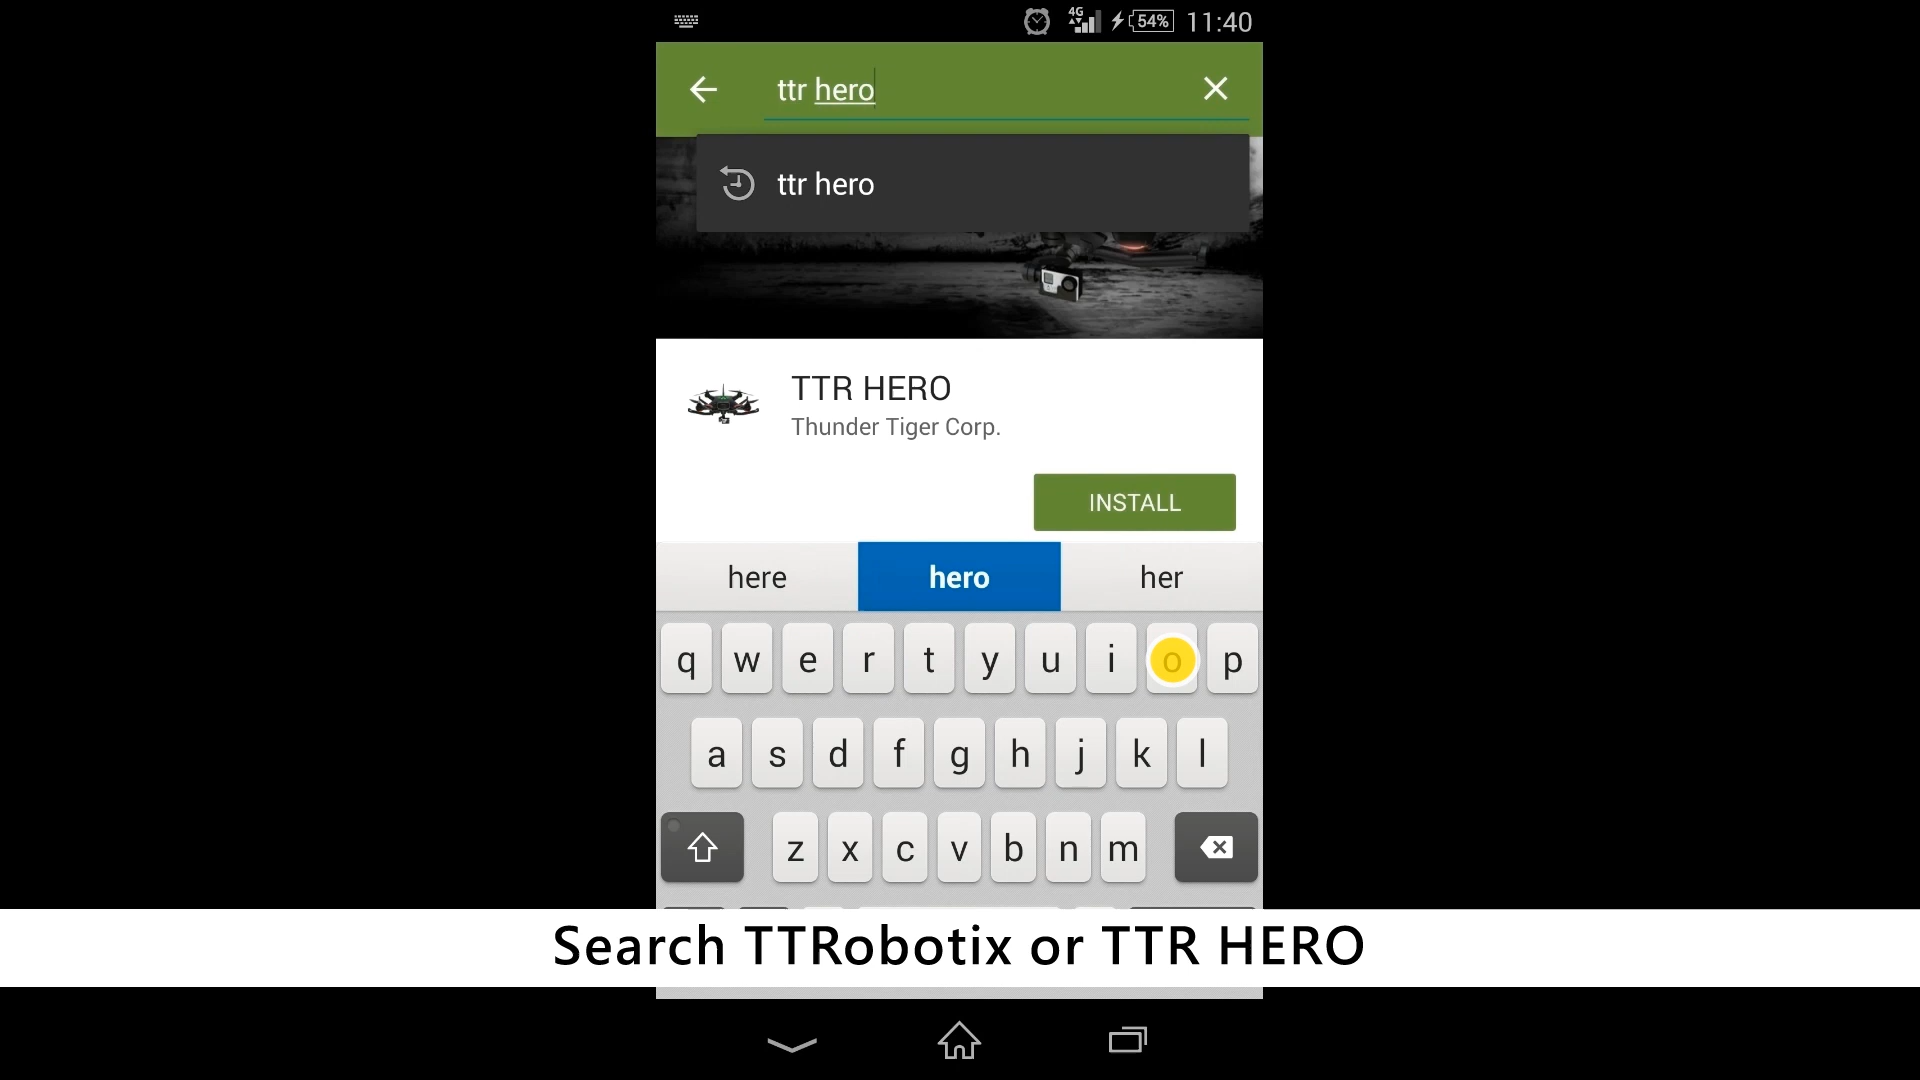 4G 54% 11:40
ttr hero
ttr hero
TTR HERO
Thunder Tiger Corp.
INSTALL
here hero her
q w e r t y u i o p
a s d f g h j k l
z x c v b n m
Search TTRobotix or TTR HERO